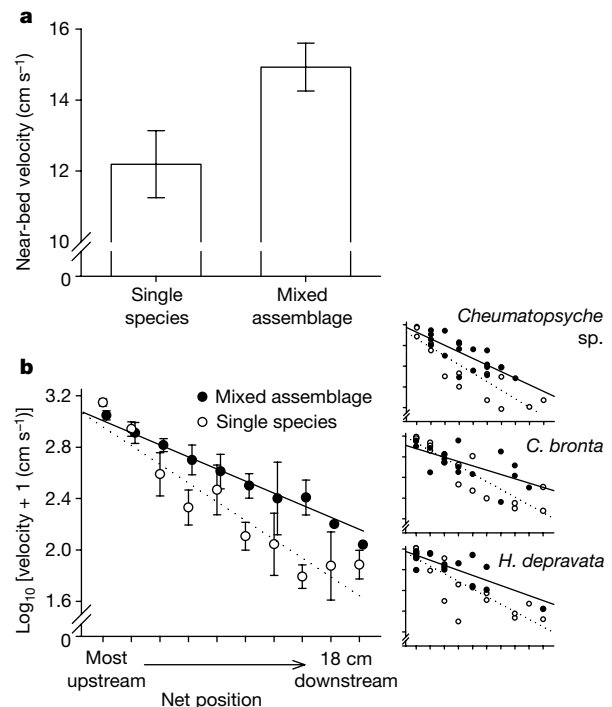 a
16
14
12
10
0
Near-bed velocity (cm s⁻¹)
Single
species
Mixed
assemblage
b
3.2
2.8
2.4
2.0
1.6
0
Log₁₀ [velocity + 1 (cm s⁻¹)]
Mixed assemblage
Single species
Most
upstream
18 cm
downstream
Net position
Cheumatopsyche
sp.
C. bronta
H. depravata